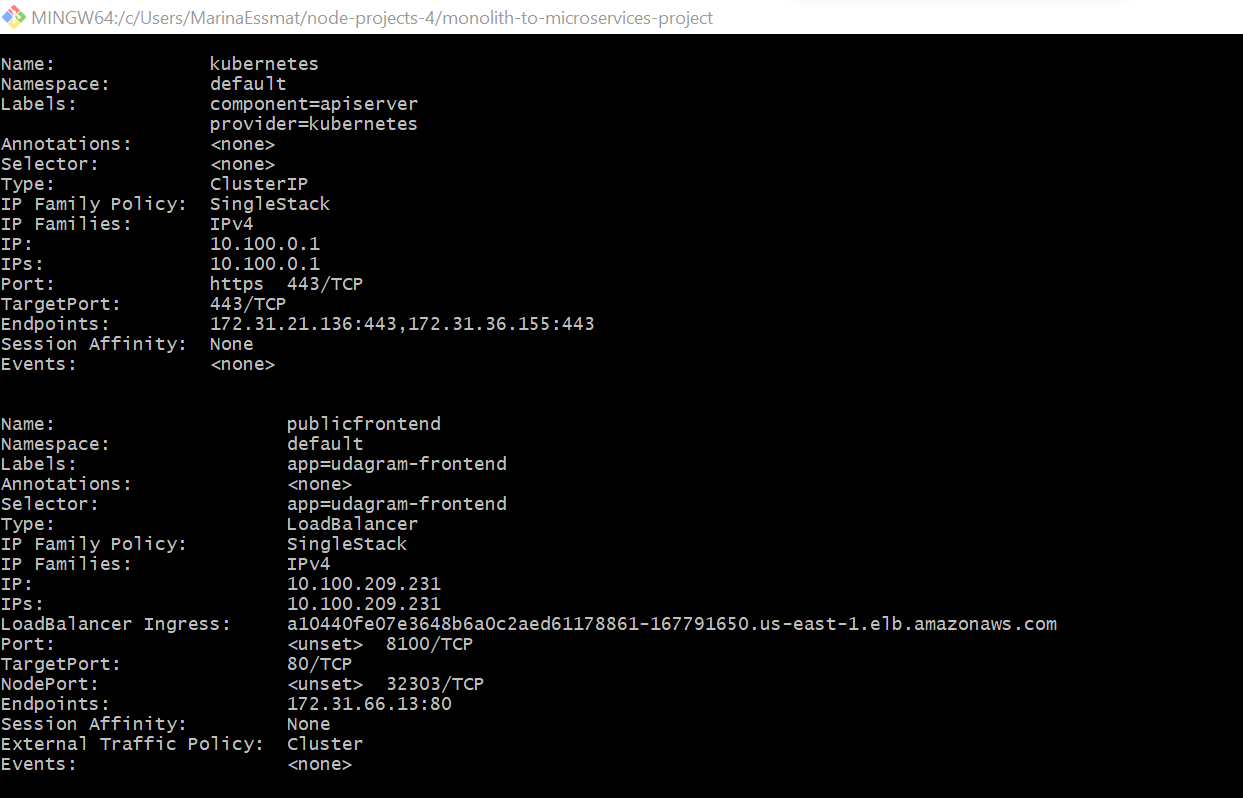 MINGW64:/c/Users/MarinaEssmat/node-projects-4/monolith-to-microservices-project
Name:              kubernetes
Namespace:         default
Labels:            component=apiserver
                   provider=kubernetes
Annotations:       <none>
Selector:          <none>
Type:              ClusterIP
IP Family Policy:  SingleStack
IP Families:       IPv4
IP:                10.100.0.1
IPs:               10.100.0.1
Port:              https  443/TCP
TargetPort:        443/TCP
Endpoints:         172.31.21.136:443,172.31.36.155:443
Session Affinity:  None
Events:            <none>
Name:                     publicfrontend
Namespace:                default
Labels:                   app=udagram-frontend
Annotations:              <none>
Selector:                 app=udagram-frontend
Type:                     LoadBalancer
IP Family Policy:         SingleStack
IP Families:              IPv4
IP:                       10.100.209.231
IPs:                      10.100.209.231
LoadBalancer Ingress:     a10440fe07e3648b6a0c2aed61178861-167791650.us-east-1.elb.amazonaws.com
Port:                     <unset>  8100/TCP
TargetPort:               80/TCP
NodePort:                 <unset>  32303/TCP
Endpoints:                172.31.66.13:80
Session Affinity:         None
External Traffic Policy:  Cluster
Events:                   <none>